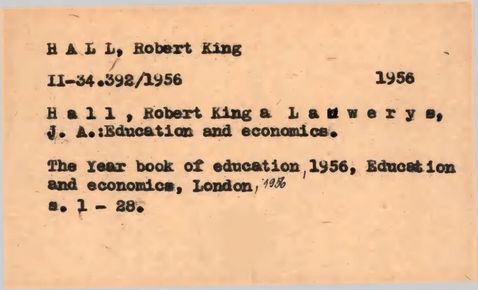 H A L L, Robert King
II-34.392/1956 1956
H a l l , Robert King a L a u w e r y s,
J. A.:Education and economics.
The Year book of education,1956, Education
and economics, London, 1956
s. 1 - 28.